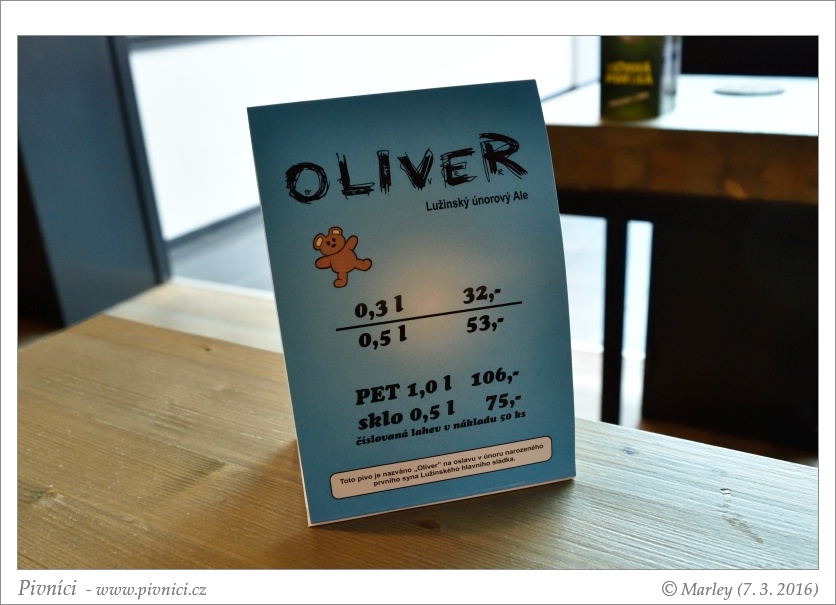 OLIVER
Lužinský únorový Ale
0,3 l 32,-
0,5 l 53,-
PET 1,0 l 106,-
sklo 0,5 l 75,-
číslovaná lahev v nákladu 50 ks
Toto pivo je nazváno „Oliver“ na oslavu v únoru narozeného
prvního syna Lužinského hlavního sládka.
Pivníci - www.pivnici.cz
© Marley (7. 3. 2016)